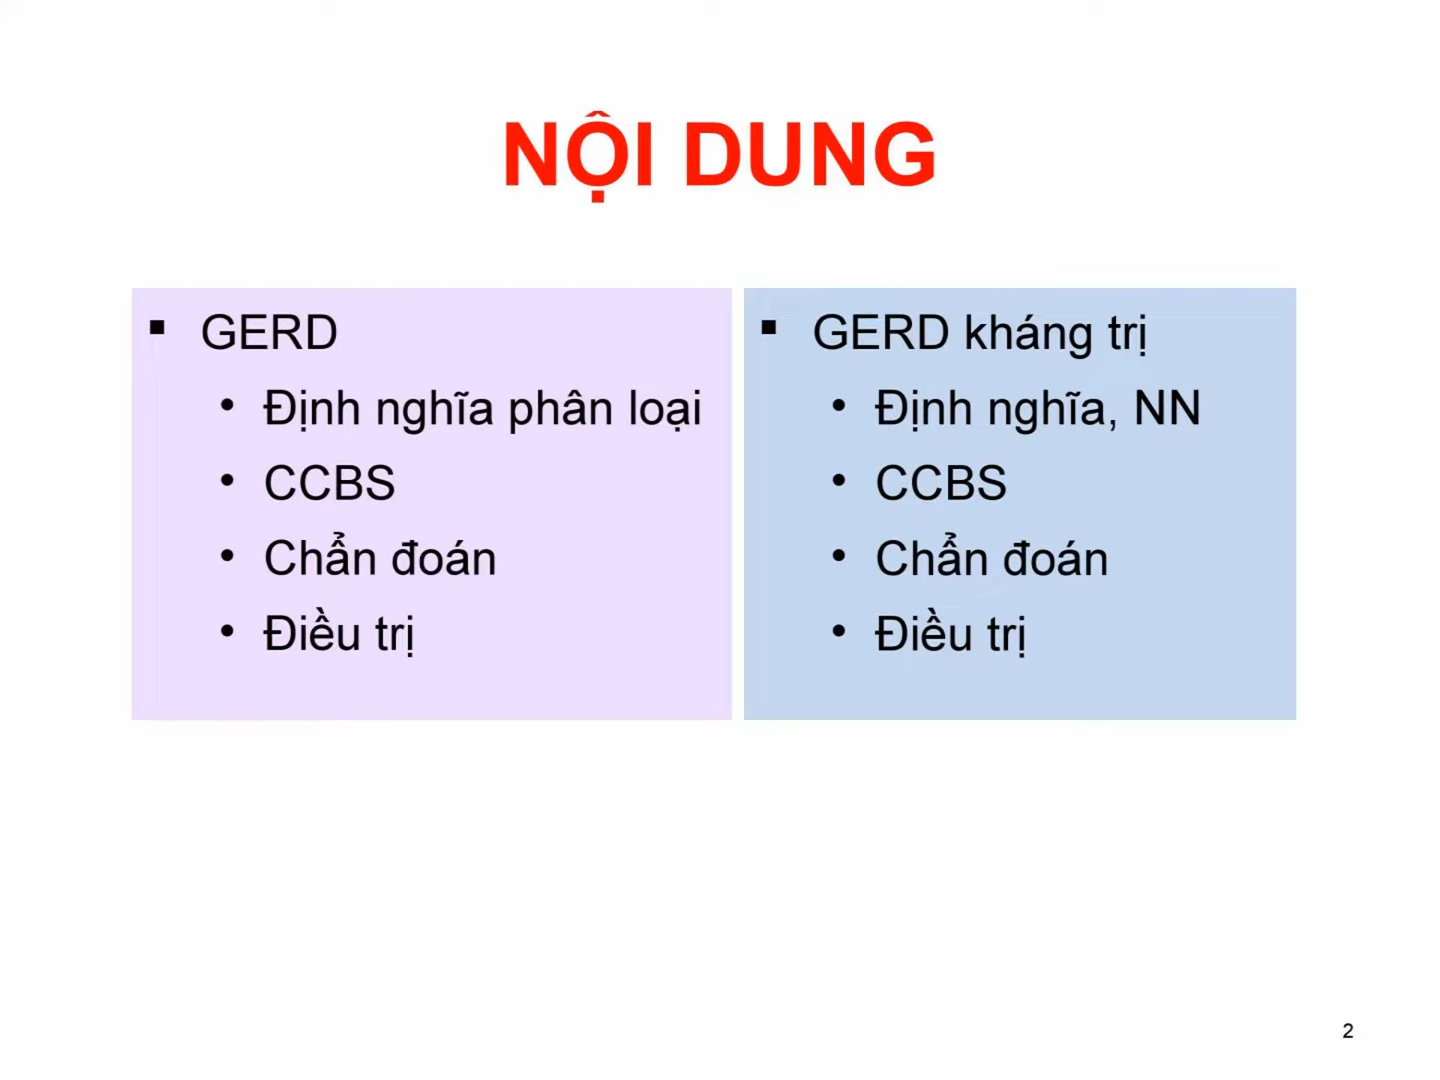 NỘI DUNG
▪ GERD
• Định nghĩa phân loại
• CCBS
• Chẩn đoán
• Điều trị
▪ GERD kháng trị
• Định nghĩa, NN
• CCBS
• Chẩn đoán
• Điều trị
2